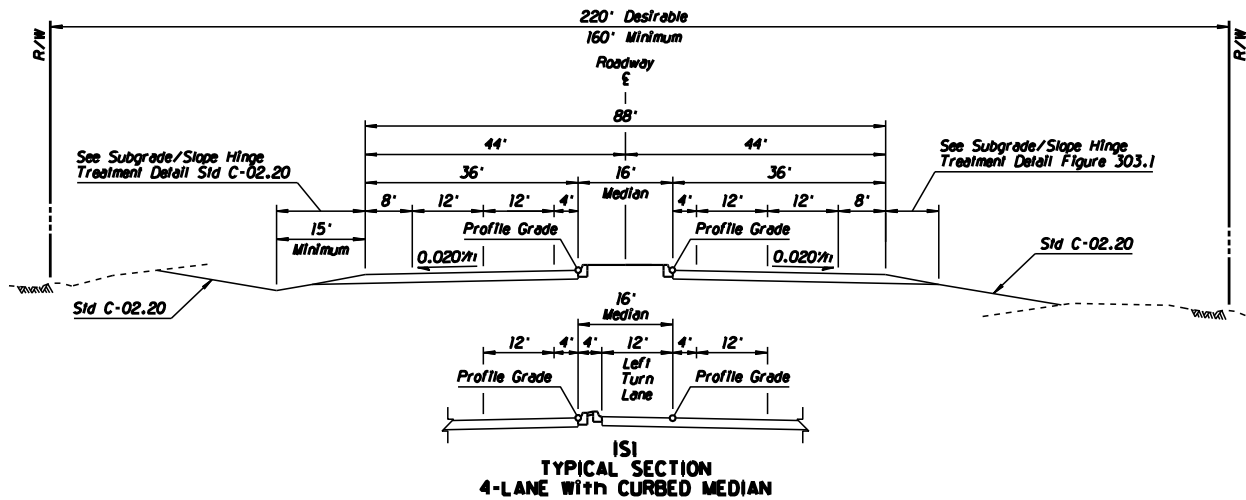 220' Desirable
160' Minimum
R/W
R/W
Roadway
℄
88'
44'
44'
See Subgrade/Slope Hinge
Treatment Detail Std C-02.20
See Subgrade/Slope Hinge
Treatment Detail Figure 303.1
36'
16'
36'
Median
8'
12'
12'
4'
4'
12'
12'
8'
15'
Minimum
Profile Grade
Profile Grade
0.020'/ft
0.020'/ft
Std C-02.20
Std C-02.20
16'
Median
12'
4'
4'
12'
4'
12'
Left
Turn
Lane
Profile Grade
Profile Grade
TYPICAL SECTION
4-LANE with CURBED MEDIAN